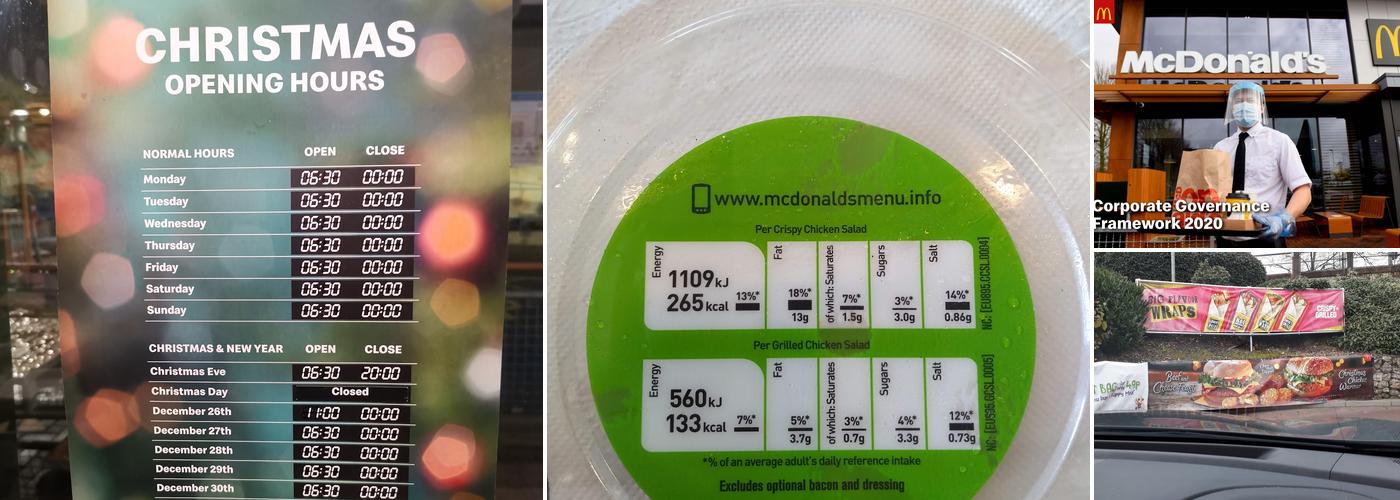 CHRISTMAS
OPENING HOURS
NORMAL HOURS OPEN CLOSE
Monday 06:30 00:00
Tuesday 06:30 00:00
Wednesday 06:30 00:00
Thursday 06:30 00:00
Friday 06:30 00:00
Saturday 06:30 00:00
Sunday 06:30 00:00
CHRISTMAS & NEW YEAR OPEN CLOSE
Christmas Eve 06:30 20:00
Christmas Day Closed
December 26th 11:00 00:00
December 27th 06:30 00:00
December 28th 06:30 00:00
December 29th 06:30 00:00
December 30th 06:30 00:00
www.mcdonaldsmenu.info
Per Crispy Chicken Salad
Energy Fat of which: Saturates Sugars Salt
1109kJ
265kcal 13%* 18%* 7%* 3%* 14%*
13g 1.5g 3.0g 0.86g
Per Grilled Chicken Salad
Energy Fat of which: Saturates Sugars Salt
560kJ
133kcal 7%* 5%* 3%* 4%* 12%*
3.7g 0.7g 3.3g 0.73g
*% of an average adult's daily reference intake
Excludes optional bacon and dressing
McDonald's
Corporate Governance
Framework 2020
BIG FLAVOUR
WRAPS
CRISPY
GRILLED
Beef and
Christmas
Chicken